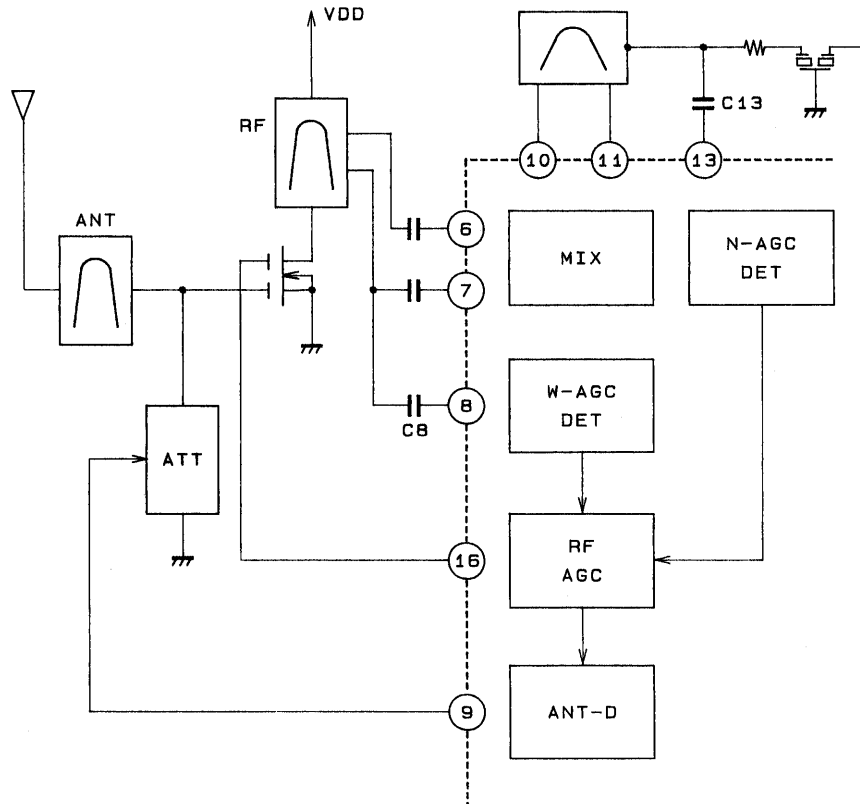 VDD
RF
C13
10
11
13
ANT
6
MIX
N-AGC
DET
7
W-AGC
DET
8
C8
ATT
16
RF
AGC
9
ANT-D